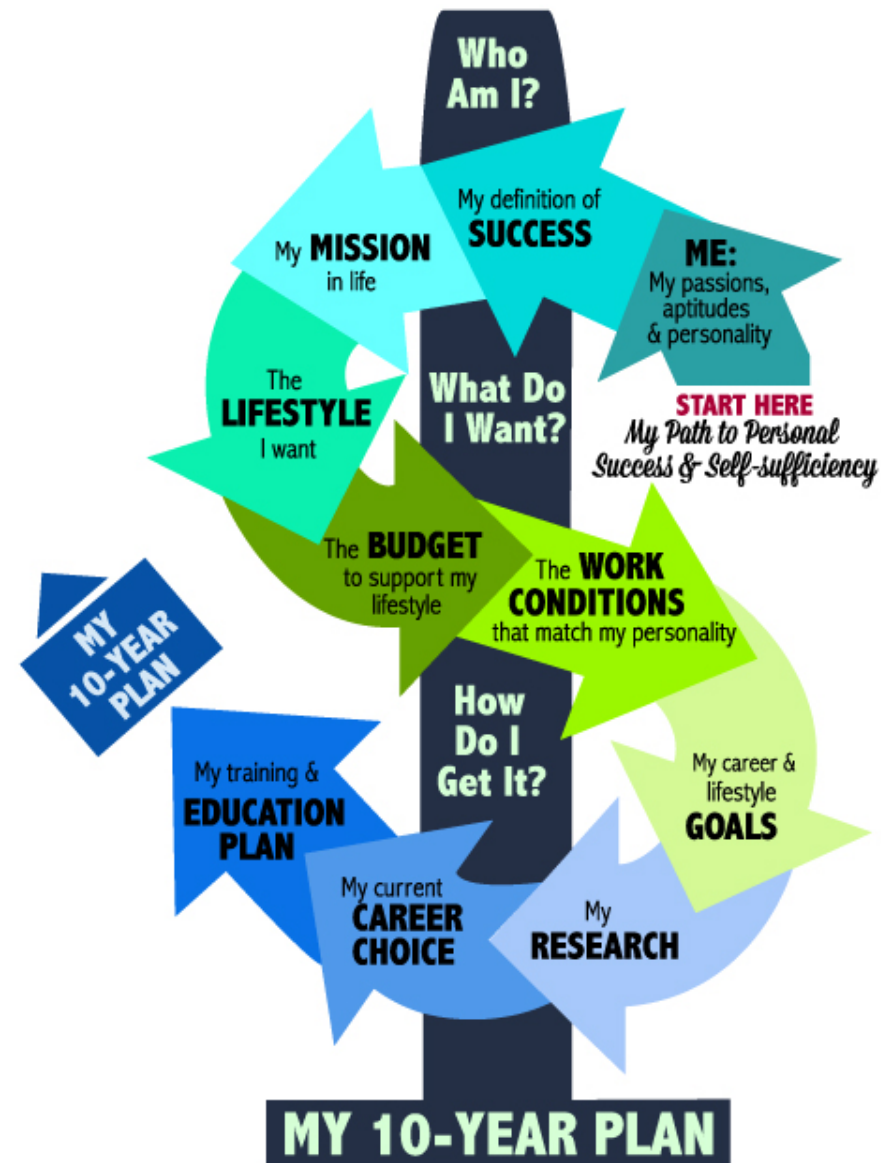 Who
Am I?
START HERE
My Path to Personal
Success & Self-sufficiency
ME:
My passions,
aptitudes
& personality
My definition of
SUCCESS
My MISSION
in life
What Do
I Want?
The
LIFESTYLE
I want
The BUDGET
to support my
lifestyle
The WORK
CONDITIONS
that match my personality
How
Do I
Get It?
My career &
lifestyle
GOALS
My
RESEARCH
My current
CAREER
CHOICE
My training &
EDUCATION
PLAN
MY
10-YEAR
PLAN
MY 10-YEAR PLAN